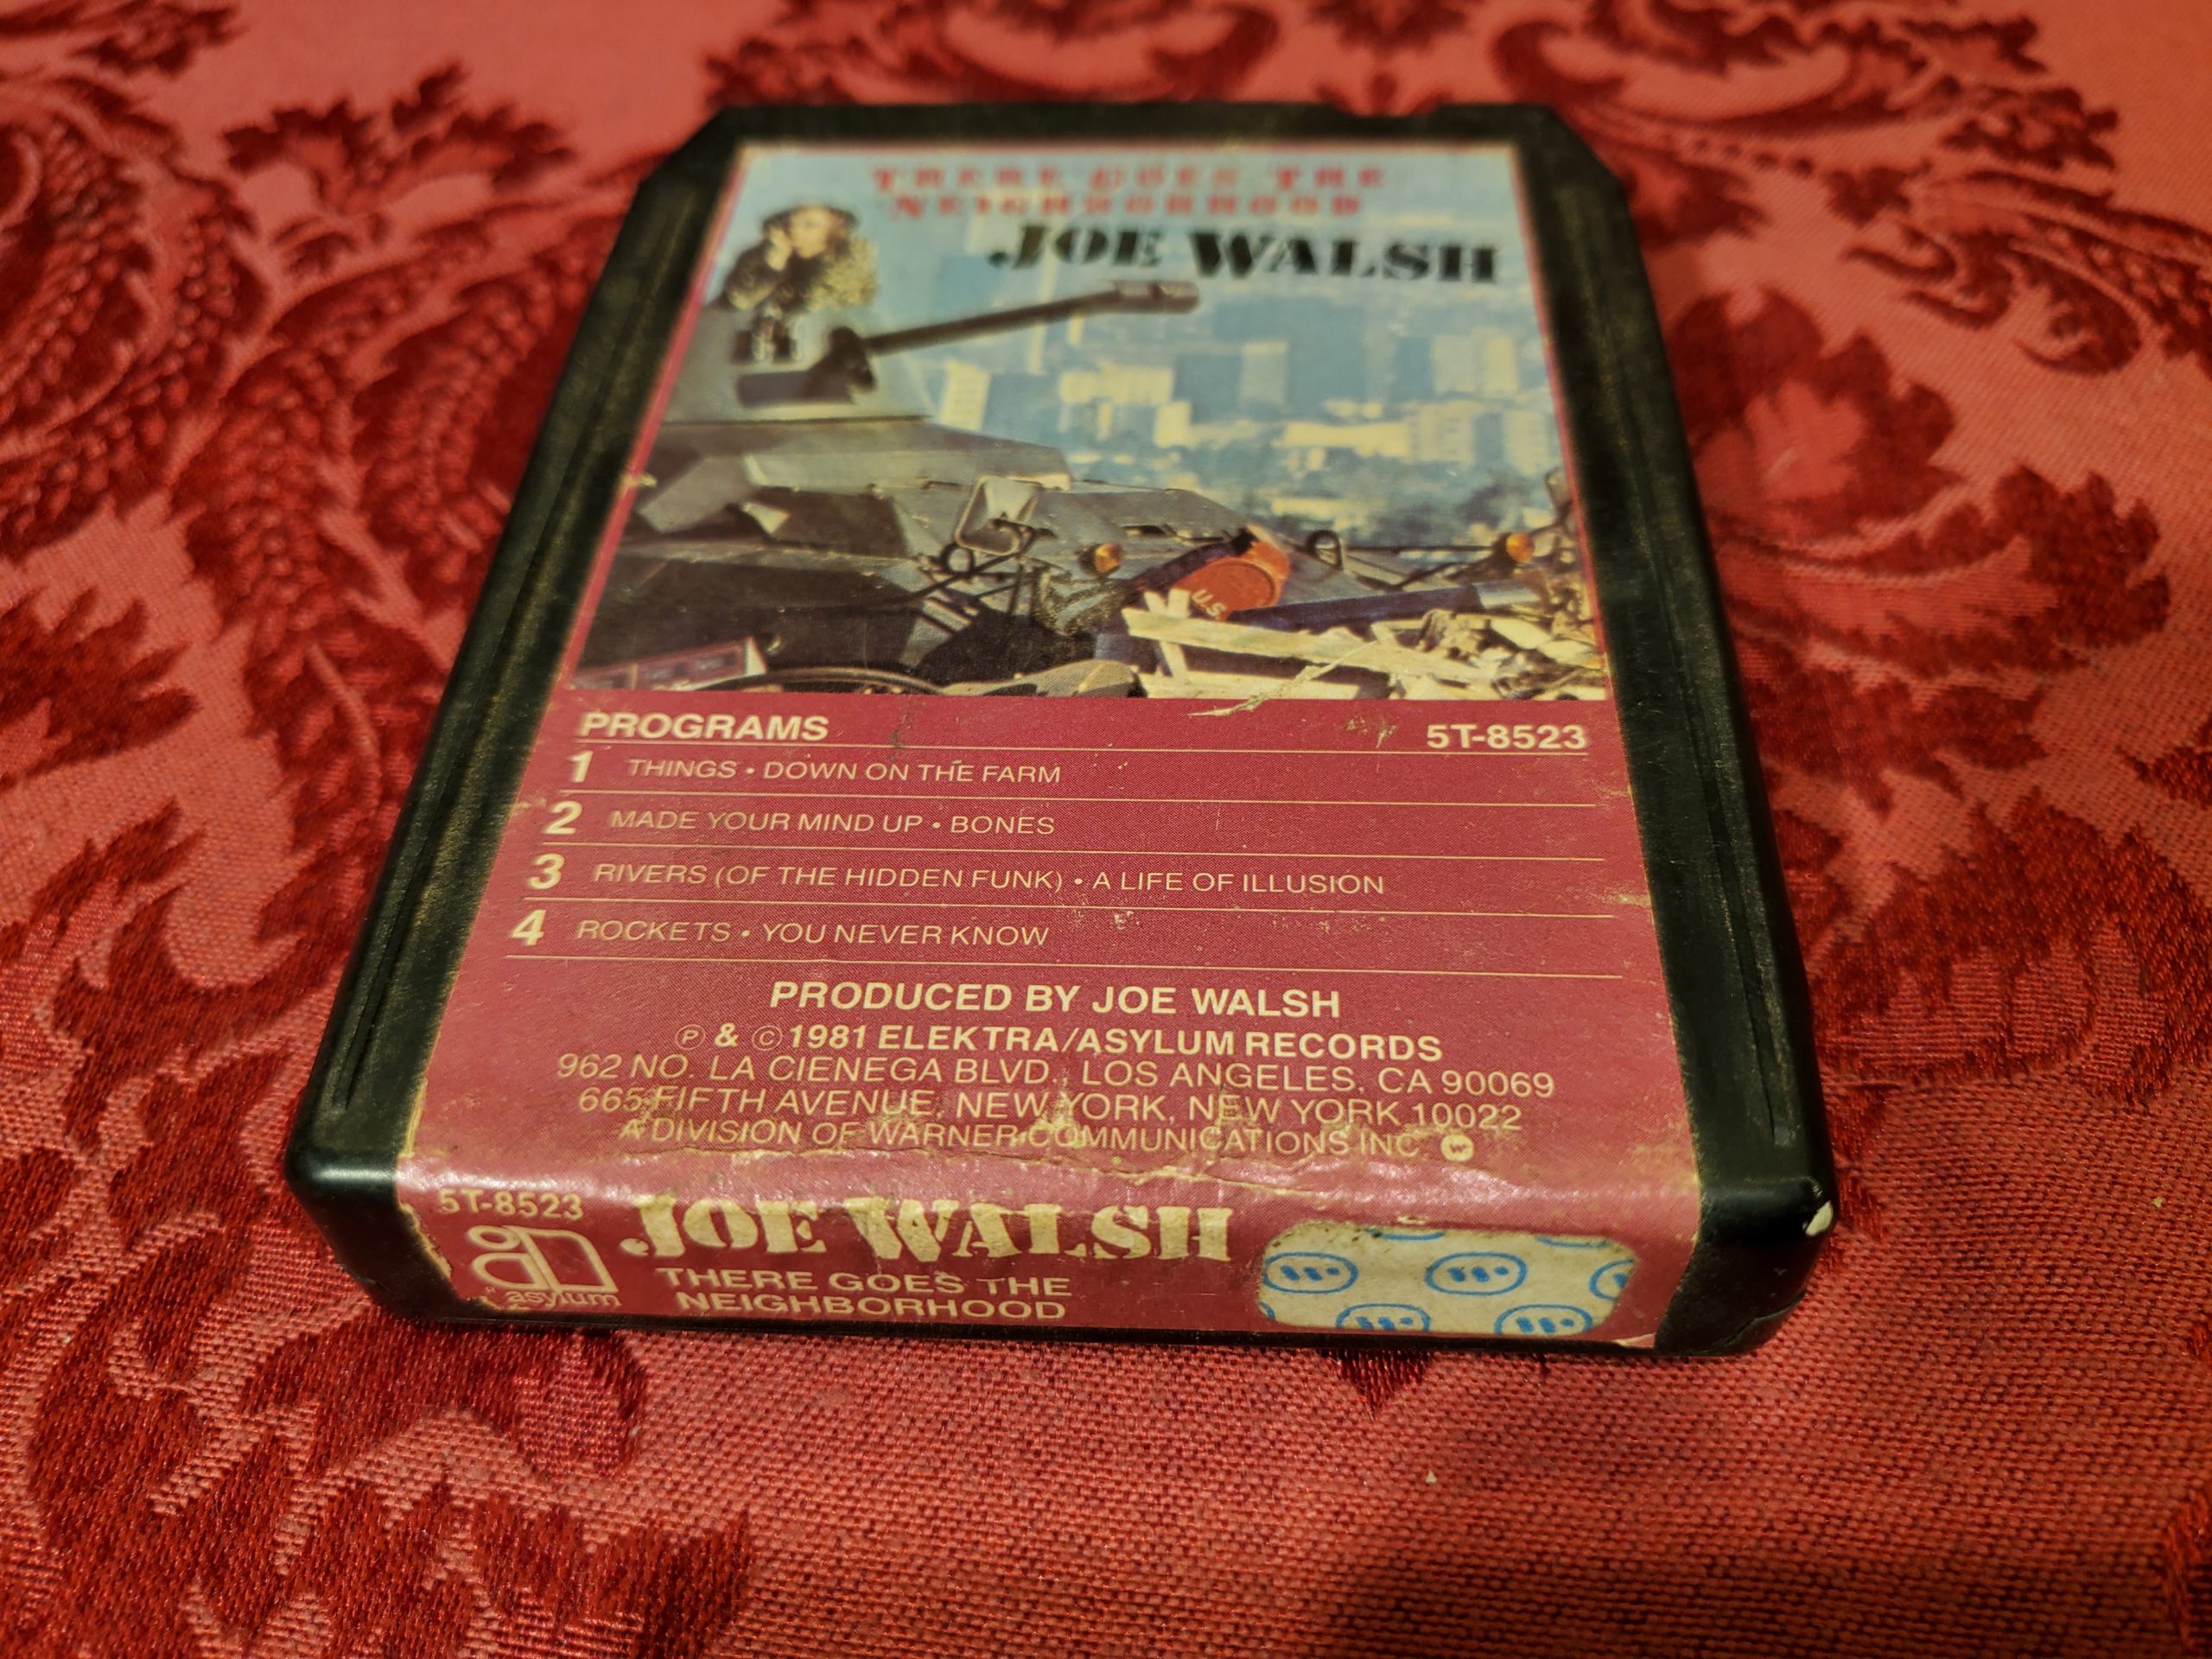 THERE GOES THE
NEIGHBORHOOD
JOE WALSH
U.S.
PROGRAMS 5T-8523
1 THINGS • DOWN ON THE FARM
2 MADE YOUR MIND UP • BONES
3 RIVERS (OF THE HIDDEN FUNK) • A LIFE OF ILLUSION
4 ROCKETS • YOU NEVER KNOW
PRODUCED BY JOE WALSH
℗ & © 1981 ELEKTRA/ASYLUM RECORDS
962 NO. LA CIENEGA BLVD., LOS ANGELES, CA 90069
665 FIFTH AVENUE, NEW YORK, NEW YORK 10022
A DIVISION OF WARNER COMMUNICATIONS INC.
5T-8523
asylum
JOE WALSH
THERE GOES THE
NEIGHBORHOOD